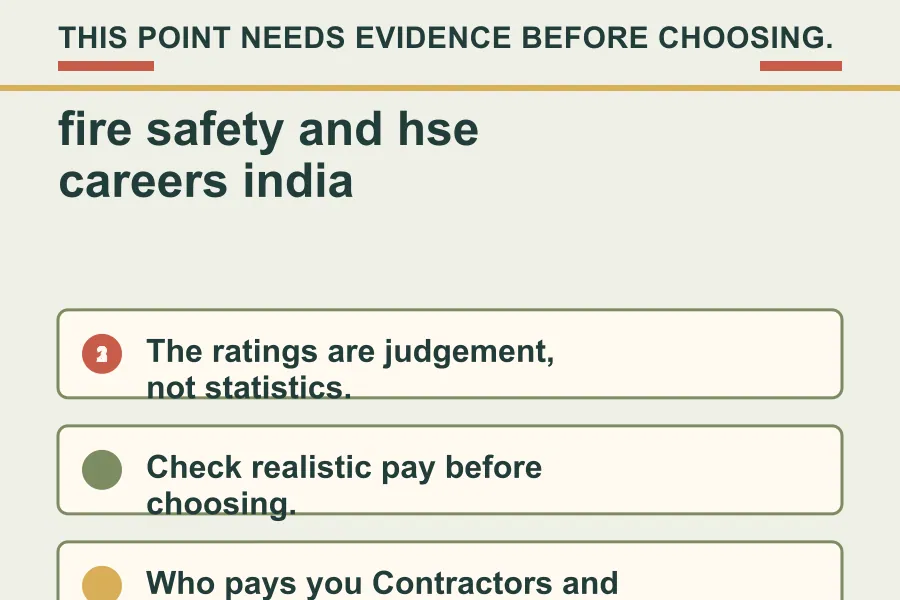 THIS POINT NEEDS EVIDENCE BEFORE CHOOSING.
fire safety and hse
careers india
The ratings are judgement,
not statistics.
Check realistic pay before
choosing.
Who pays you Contractors and